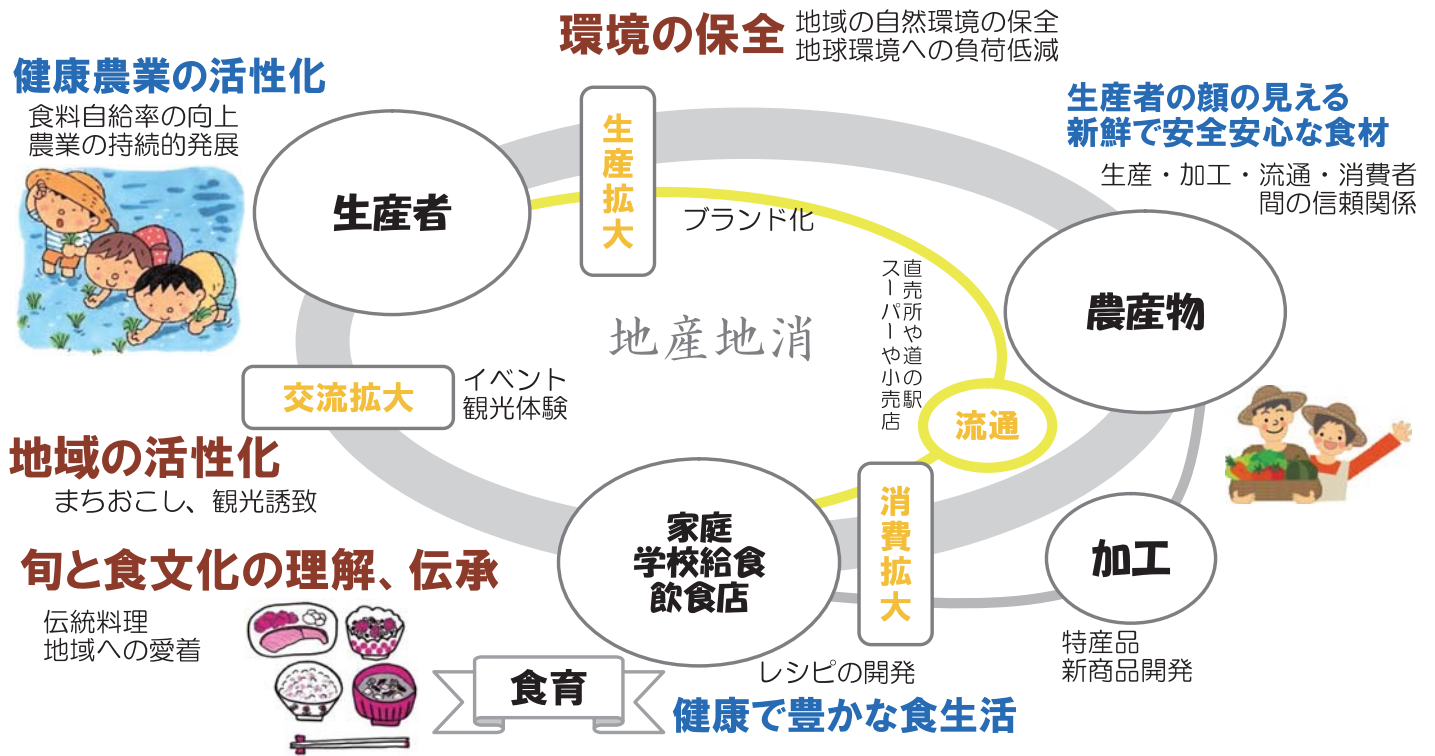 環境の保全
地域の自然環境の保全
地球環境への負荷低減
健康農業の活性化
食料自給率の向上
農業の持続的発展
生産者の顔の見える
新鮮で安全安心な食材
生産・加工・流通・消費者
間の信頼関係
生産者
生産拡大
ブランド化
直売所や道の駅
スーパーや小売店
農産物
地産地消
交流拡大
イベント
観光体験
流通
地域の活性化
まちおこし、観光誘致
家庭
学校給食
飲食店
消費拡大
加工
特産品
新商品開発
旬と食文化の理解、伝承
伝統料理
地域への愛着
食育
レシピの開発
健康で豊かな食生活